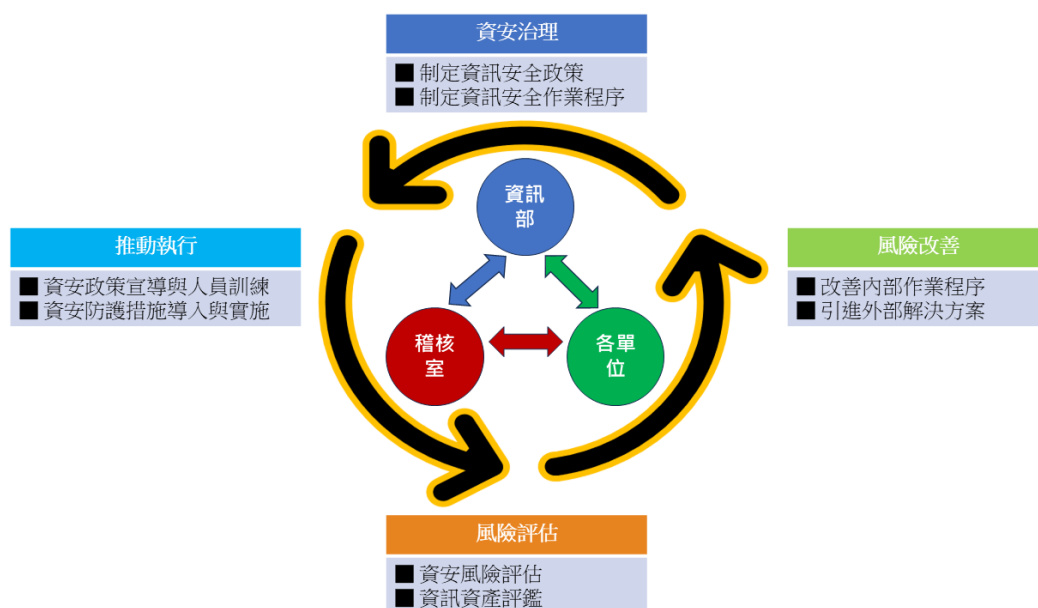 資安治理
■ 制定資訊安全政策
■ 制定資訊安全作業程序
資訊
部
推動執行
■ 資安政策宣導與人員訓練
■ 資安防護措施導入與實施
風險改善
■ 改善內部作業程序
■ 引進外部解決方案
稽核
室
各單
位
風險評估
■ 資安風險評估
■ 資訊資產評鑑